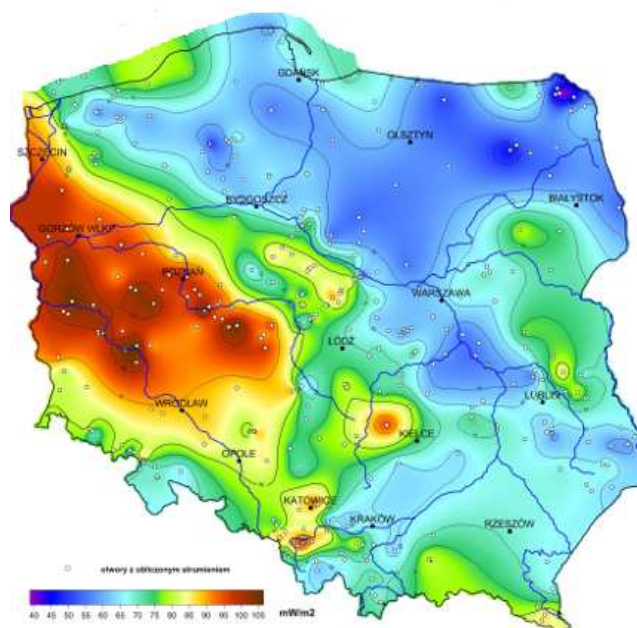 GDAŃSK
OLSZTYN
SZCZECIN
BYDGOSZCZ
BIAŁYSTOK
GORZÓW WLKP
POZNAŃ
WARSZAWA
ŁÓDŹ
LUBLIN
WROCŁAW
KIELCE
OPOLE
KATOWICE
KRAKÓW
RZESZÓW
otwory z obliczonym strumieniem
40 45 50 55 60 65 70 75 80 85 90 95 100 105 mW/m2